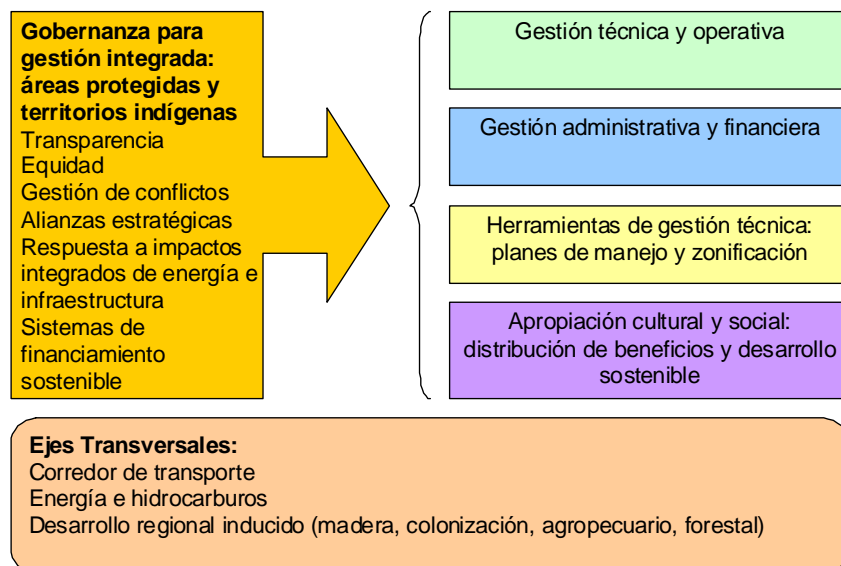 Gobernanza para
gestión integrada:
áreas protegidas y
territorios indígenas
Transparencia
Equidad
Gestión de conflictos
Alianzas estratégicas
Respuesta a impactos
integrados de energía e
infraestructura
Sistemas de
financiamiento
sostenible
Gestión técnica y operativa
Gestión administrativa y financiera
Herramientas de gestión técnica:
planes de manejo y zonificación
Apropiación cultural y social:
distribución de beneficios y desarrollo
sostenible
Ejes Transversales:
Corredor de transporte
Energía e hidrocarburos
Desarrollo regional inducido (madera, colonización, agropecuario, forestal)